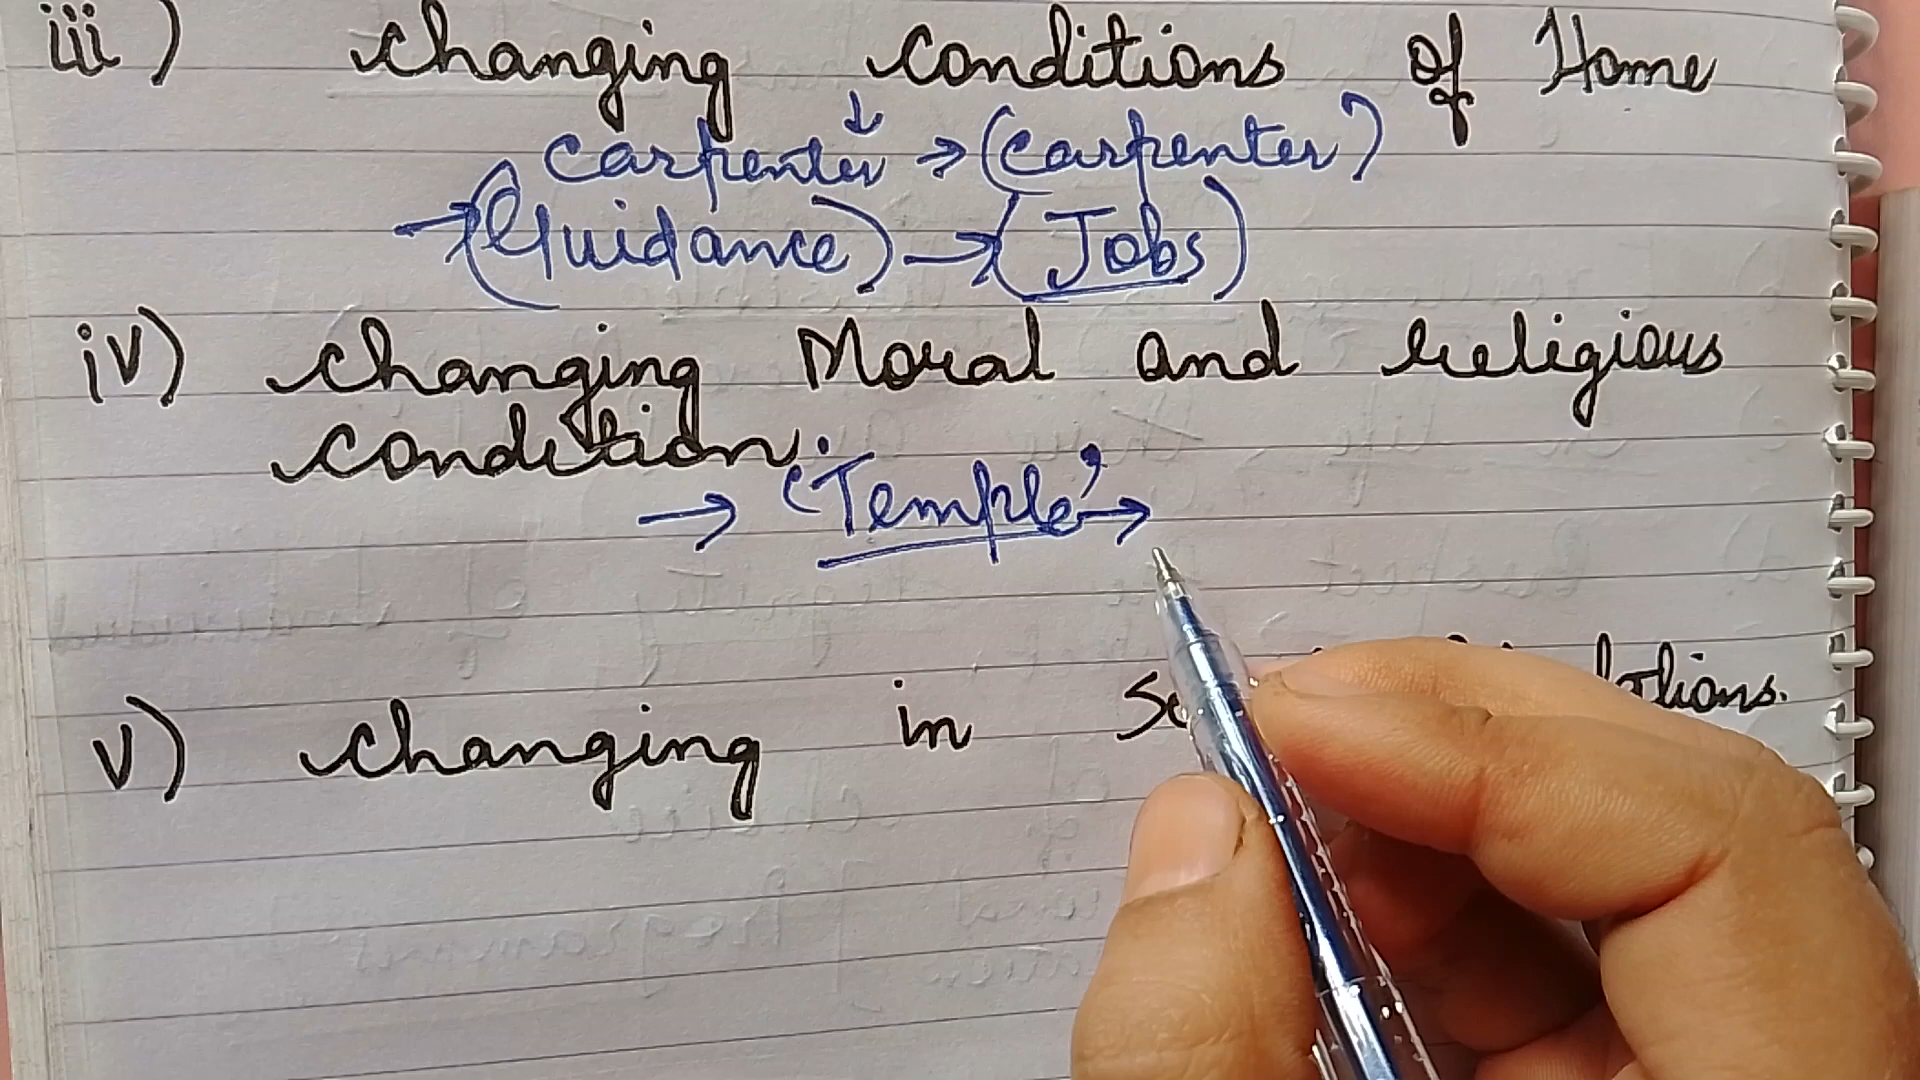 iii) changing conditions of Home
↓
Carpenter → (Carpenter)
→ (Guidance) → (Jobs)
iv) changing Moral and religious
condition.
→ 'Temple' →
v) changing in